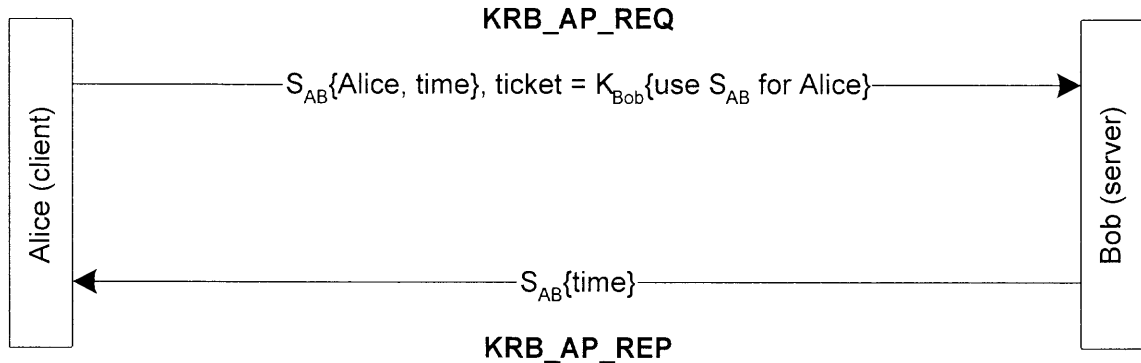 KRB_AP_REQ
Alice (client)
S_AB{Alice, time}, ticket = K_Bob{use S_AB for Alice}
Bob (server)
S_AB{time}
KRB_AP_REP